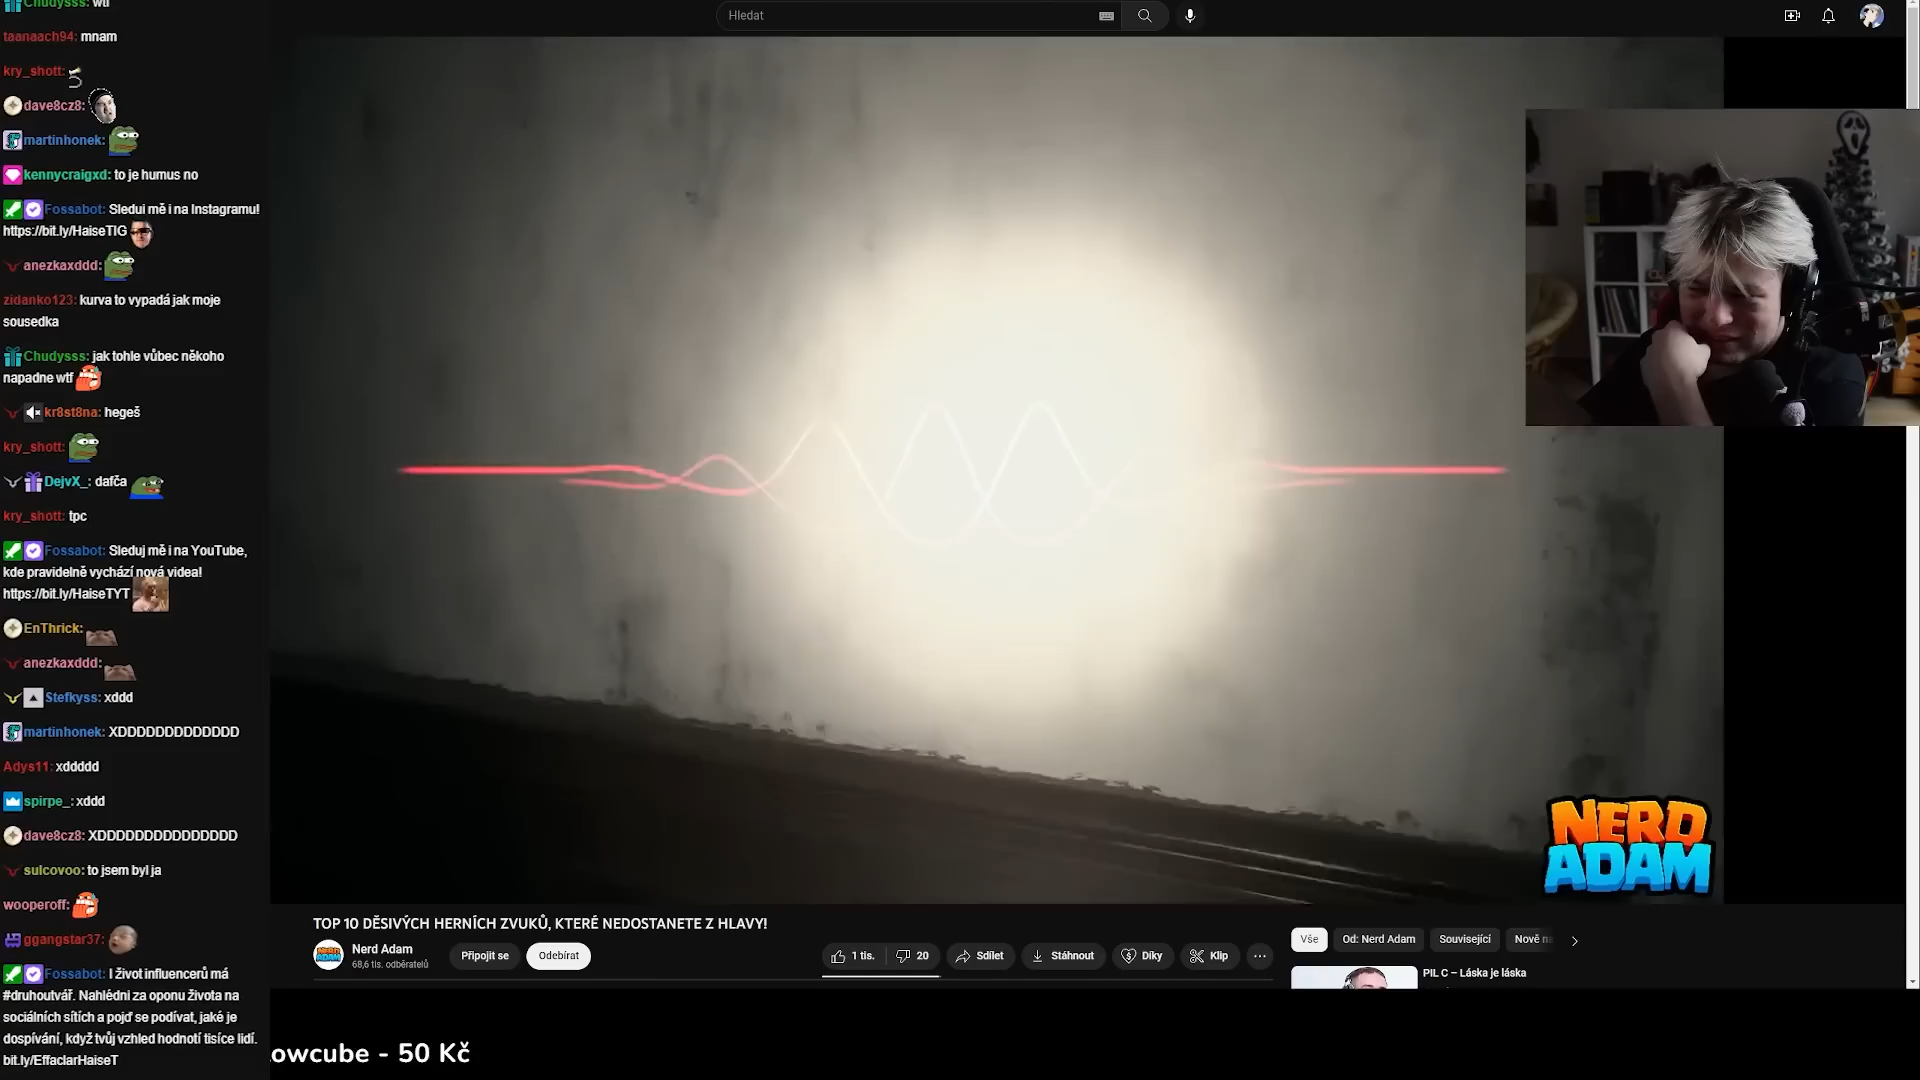 Chudysss: wtf
taanaach94: mnam
kry_shott:
dave8cz8:
martinhonek:
kennycraigxd: to je humus no
Fossabot: Sleduj mě i na Instagramu!
https://bit.ly/HaiseTIG
anezkaxddd:
zidanko123: kurva to vypadá jak moje
sousedka
Chudysss: jak tohle vůbec někoho
napadne wtf
kr8st8na: hegeš
kry_shott:
DejvX_: dafča
kry_shott: tpc
Fossabot: Sleduj mě i na YouTube,
kde pravidelně vychází nová videa!
https://bit.ly/HaiseTYT
EnThrick:
anezkaxddd:
Stefkyss: xddd
martinhonek: XDDDDDDDDDDDDD
Adys11: xddddd
spirpe_: xddd
dave8cz8: XDDDDDDDDDDDDDDD
sulcovoo: to jsem byl ja
wooperoff:
ggangstar37:
Fossabot: I život influencerů má
#druhoutvář. Nahlédni za oponu života na
sociálních sítích a pojď se podívat, jaké je
dospívání, když tvůj vzhled hodnotí tisíce lidí.
bit.ly/EffaclarHaiseT
Hledat
NERD
ADAM
TOP 10 DĚSIVÝCH HERNÍCH ZVUKŮ, KTERÉ NEDOSTANETE Z HLAVY!
Nerd Adam
68,6 tis. odběratelů
Připojit se
Odebírat
1 tis.
20
Sdílet
Stáhnout
Díky
Klip
Vše
Od: Nerd Adam
Související
Nově
PIL C – Láska je láska
owcube - 50 Kč